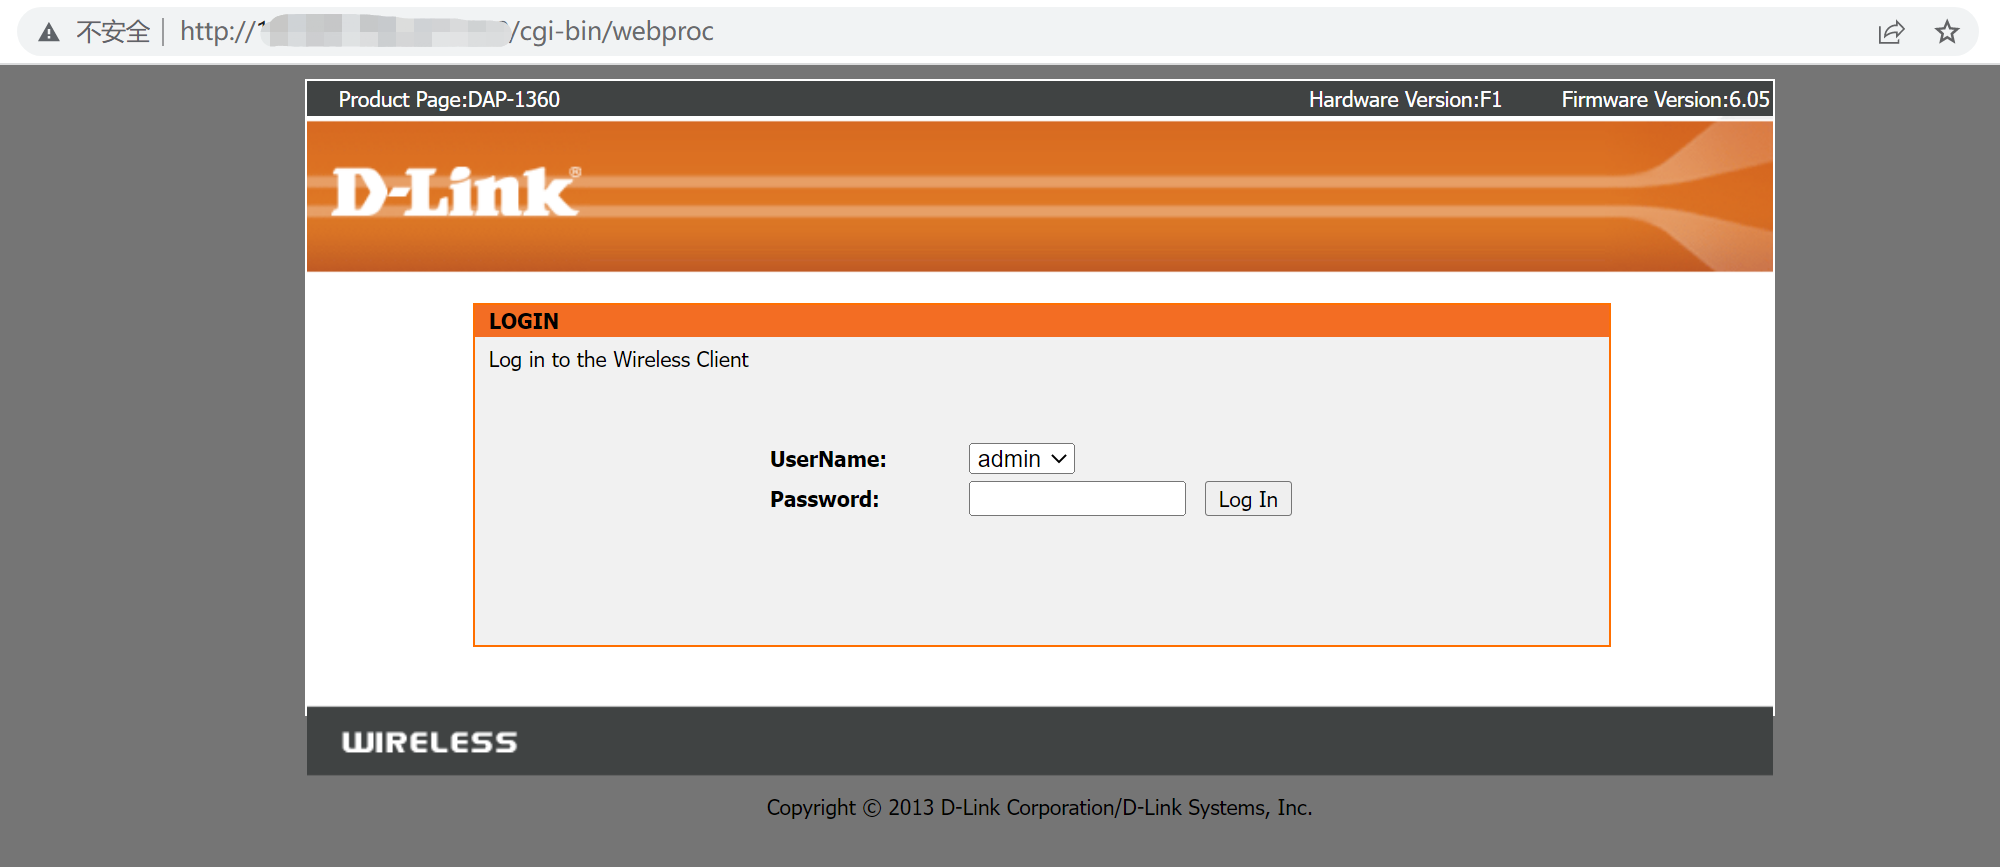 不安全 http:// /cgi-bin/webproc
Product Page:DAP-1360 Hardware Version:F1 Firmware Version:6.05
D-Link®
LOGIN
Log in to the Wireless Client
UserName: admin
Password: Log In
WIRELESS
Copyright © 2013 D-Link Corporation/D-Link Systems, Inc.